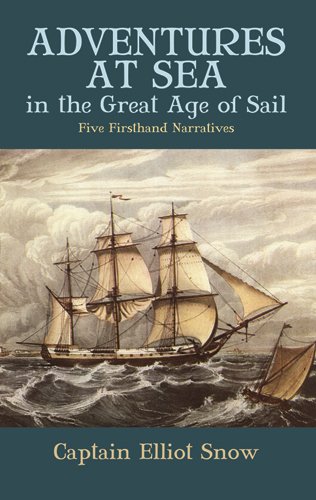 ADVENTURES
AT SEA
in the Great Age of Sail
Five Firsthand Narratives
Captain Elliot Snow